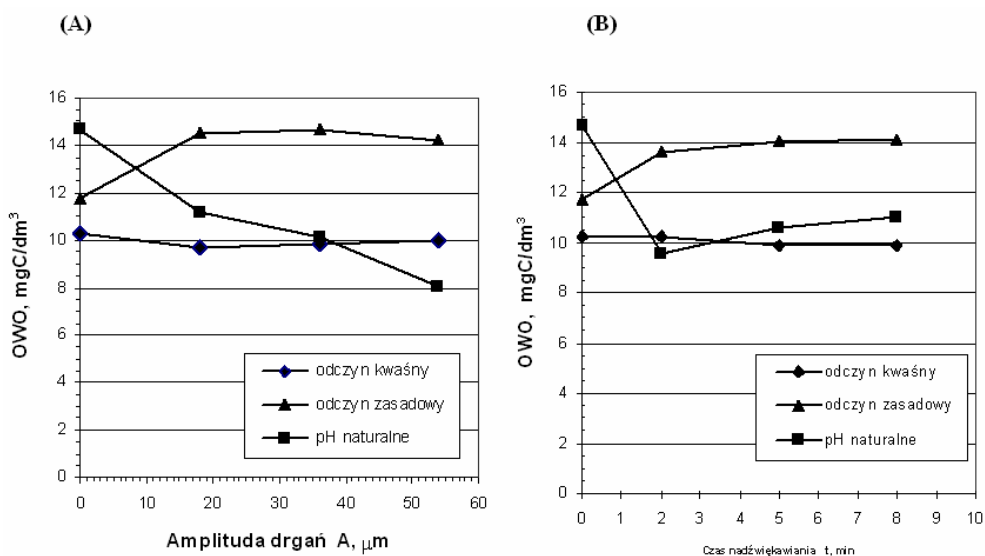 (A)
16
14
12
10
8
6
4
2
0
OWO, mgC/dm³
odczyn kwaśny
odczyn zasadowy
pH naturalne
0 10 20 30 40 50 60
Amplituda drgań A, μm
(B)
16
14
12
10
8
6
4
2
0
OWO, mgC/dm³
odczyn kwaśny
odczyn zasadowy
pH naturalne
0 1 2 3 4 5 6 7 8 9 10
Czas nadźwiękawiania t, min